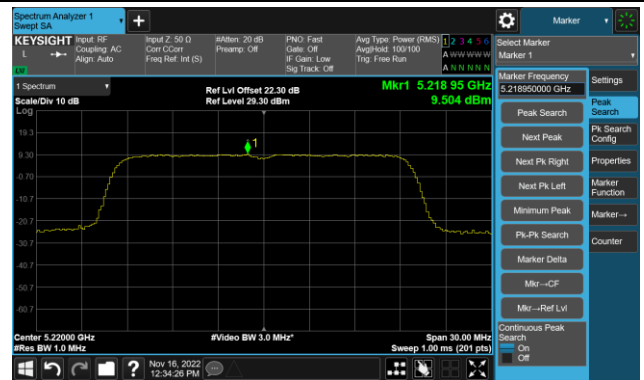 Spectrum Analyzer 1
Swept SA
+
Marker
KEYSIGHT
L
Input: RF
Coupling: AC
Align: Auto
Input Z: 50 Ω
Corr CCorr
Freq Ref: Int (S)
#Atten: 20 dB
Preamp: Off
PNO: Fast
Gate: Off
IF Gain: Low
Sig Track: Off
Avg Type: Power (RMS)
Avg|Hold: 100/100
Trig: Free Run
1 2 3 4 5 6
A W W W W W
A N N N N N
LW
Select Marker
Marker 1
1 Spectrum
Scale/Div 10 dB
Log
Ref Lvl Offset 22.30 dB
Ref Level 29.30 dBm
Mkr1 5.218 95 GHz
9.504 dBm
19.3
9.30
-0.70
-10.7
-20.7
-30.7
-40.7
-50.7
-60.7
1
Center 5.22000 GHz
#Res BW 1.0 MHz
#Video BW 3.0 MHz*
Span 30.00 MHz
Sweep 1.00 ms (201 pts)
Marker Frequency
5.218950000 GHz
Peak Search
Next Peak
Next Pk Right
Next Pk Left
Minimum Peak
Pk-Pk Search
Marker Delta
Mkr→CF
Mkr→Ref Lvl
Continuous Peak
Search
On
Off
Settings
Peak
Search
Pk Search
Config
Properties
Marker
Function
Marker→
Counter
?
Nov 16, 2022
12:34:26 PM